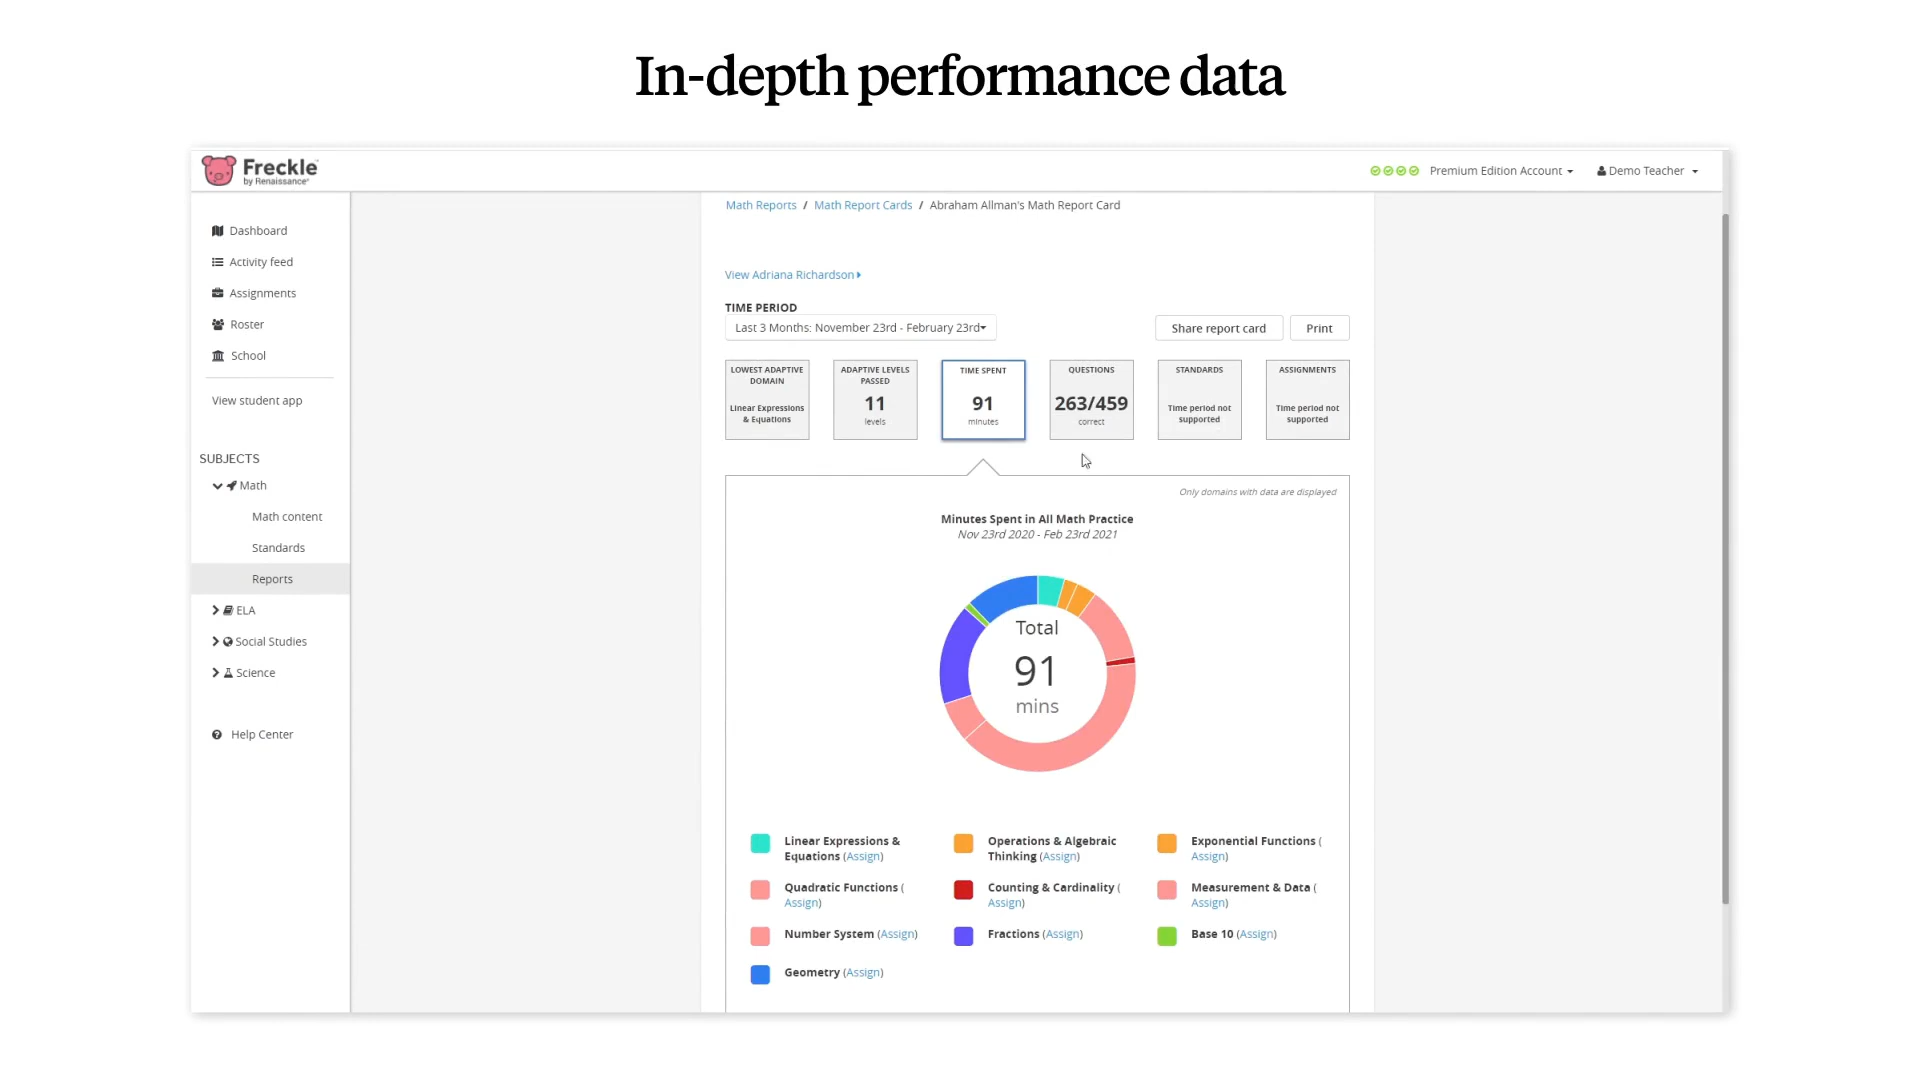 In-depth performance data
Freckle
by Renaissance
Premium Edition Account
Demo Teacher
Dashboard
Activity feed
Assignments
Roster
School
View student app
SUBJECTS
Math
Math content
Standards
Reports
ELA
Social Studies
Science
Help Center
Math Reports / Math Report Cards / Abraham Allman's Math Report Card
View Adriana Richardson
TIME PERIOD
Last 3 Months: November 23rd - February 23rd
Share report card
Print
LOWEST ADAPTIVE
DOMAIN
Linear Expressions
& Equations
ADAPTIVE LEVELS
PASSED
11
levels
TIME SPENT
91
minutes
QUESTIONS
263/459
correct
STANDARDS
Time period not
supported
ASSIGNMENTS
Time period not
supported
Only domains with data are displayed
Minutes Spent in All Math Practice
Nov 23rd 2020 - Feb 23rd 2021
Total
91
mins
Linear Expressions &
Equations (Assign)
Operations & Algebraic
Thinking (Assign)
Exponential Functions (
Assign)
Quadratic Functions (
Assign)
Counting & Cardinality (
Assign)
Measurement & Data (
Assign)
Number System (Assign)
Fractions (Assign)
Base 10 (Assign)
Geometry (Assign)